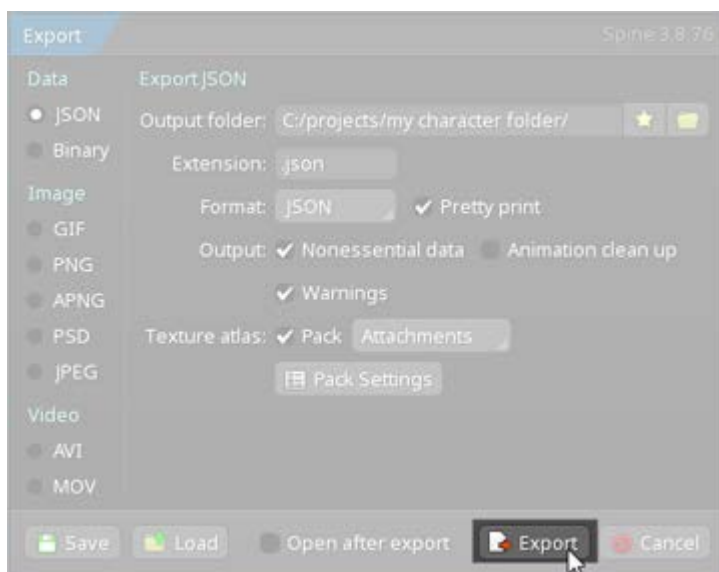 Export Spine 3.8.76
Data Export JSON
JSON Output folder: C:/projects/my character folder/
Binary Extension: .json
Image Format: JSON Pretty print
GIF Output: Nonessential data Animation clean up
PNG
APNG Warnings
PSD Texture atlas: Pack Attachments
JPEG Pack Settings
Video
AVI
MOV
Save Load Open after export Export Cancel